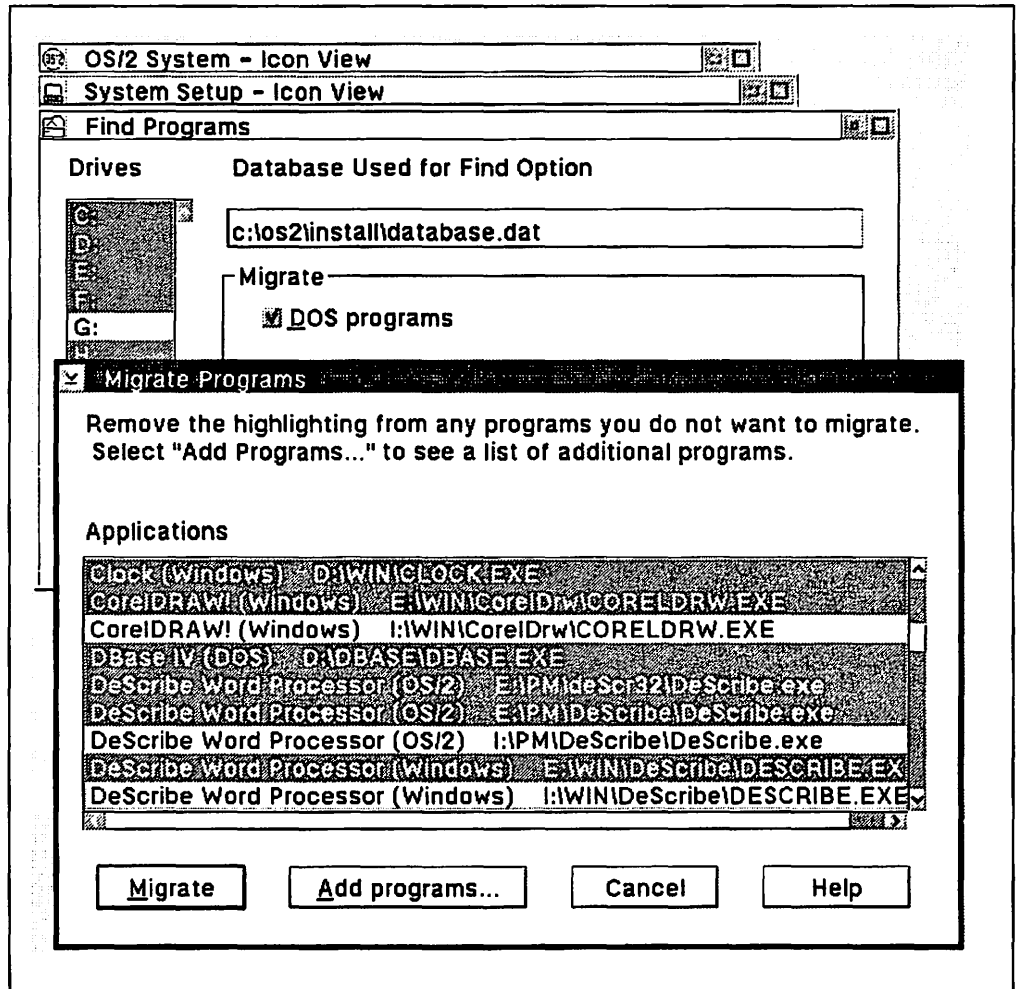 OS/2 System - Icon View
System Setup - Icon View
Find Programs
Drives
Database Used for Find Option
C:
D:
E:
F:
G:
H:
c:\os2\install\database.dat
Migrate
DOS programs
Migrate Programs
Remove the highlighting from any programs you do not want to migrate.
Select "Add Programs..." to see a list of additional programs.
Applications
Clock (Windows) D:\WIN\CLOCK.EXE
CorelDRAW! (Windows) E:\WIN\CorelDrw\CORELDRW.EXE
CorelDRAW! (Windows) I:\WIN\CorelDrw\CORELDRW.EXE
DBase IV (DOS) D:\DBASE\DBASE.EXE
DeScribe Word Processor (OS/2) E:\PM\deScr32\DeScribe.exe
DeScribe Word Processor (OS/2) E:\PM\DeScribe\DeScribe.exe
DeScribe Word Processor (OS/2) I:\PM\DeScribe\DeScribe.exe
DeScribe Word Processor (Windows) E:\WIN\DeScribe\DESCRIBE.EX
DeScribe Word Processor (Windows) I:\WIN\DeScribe\DESCRIBE.EXE
Migrate
Add programs...
Cancel
Help